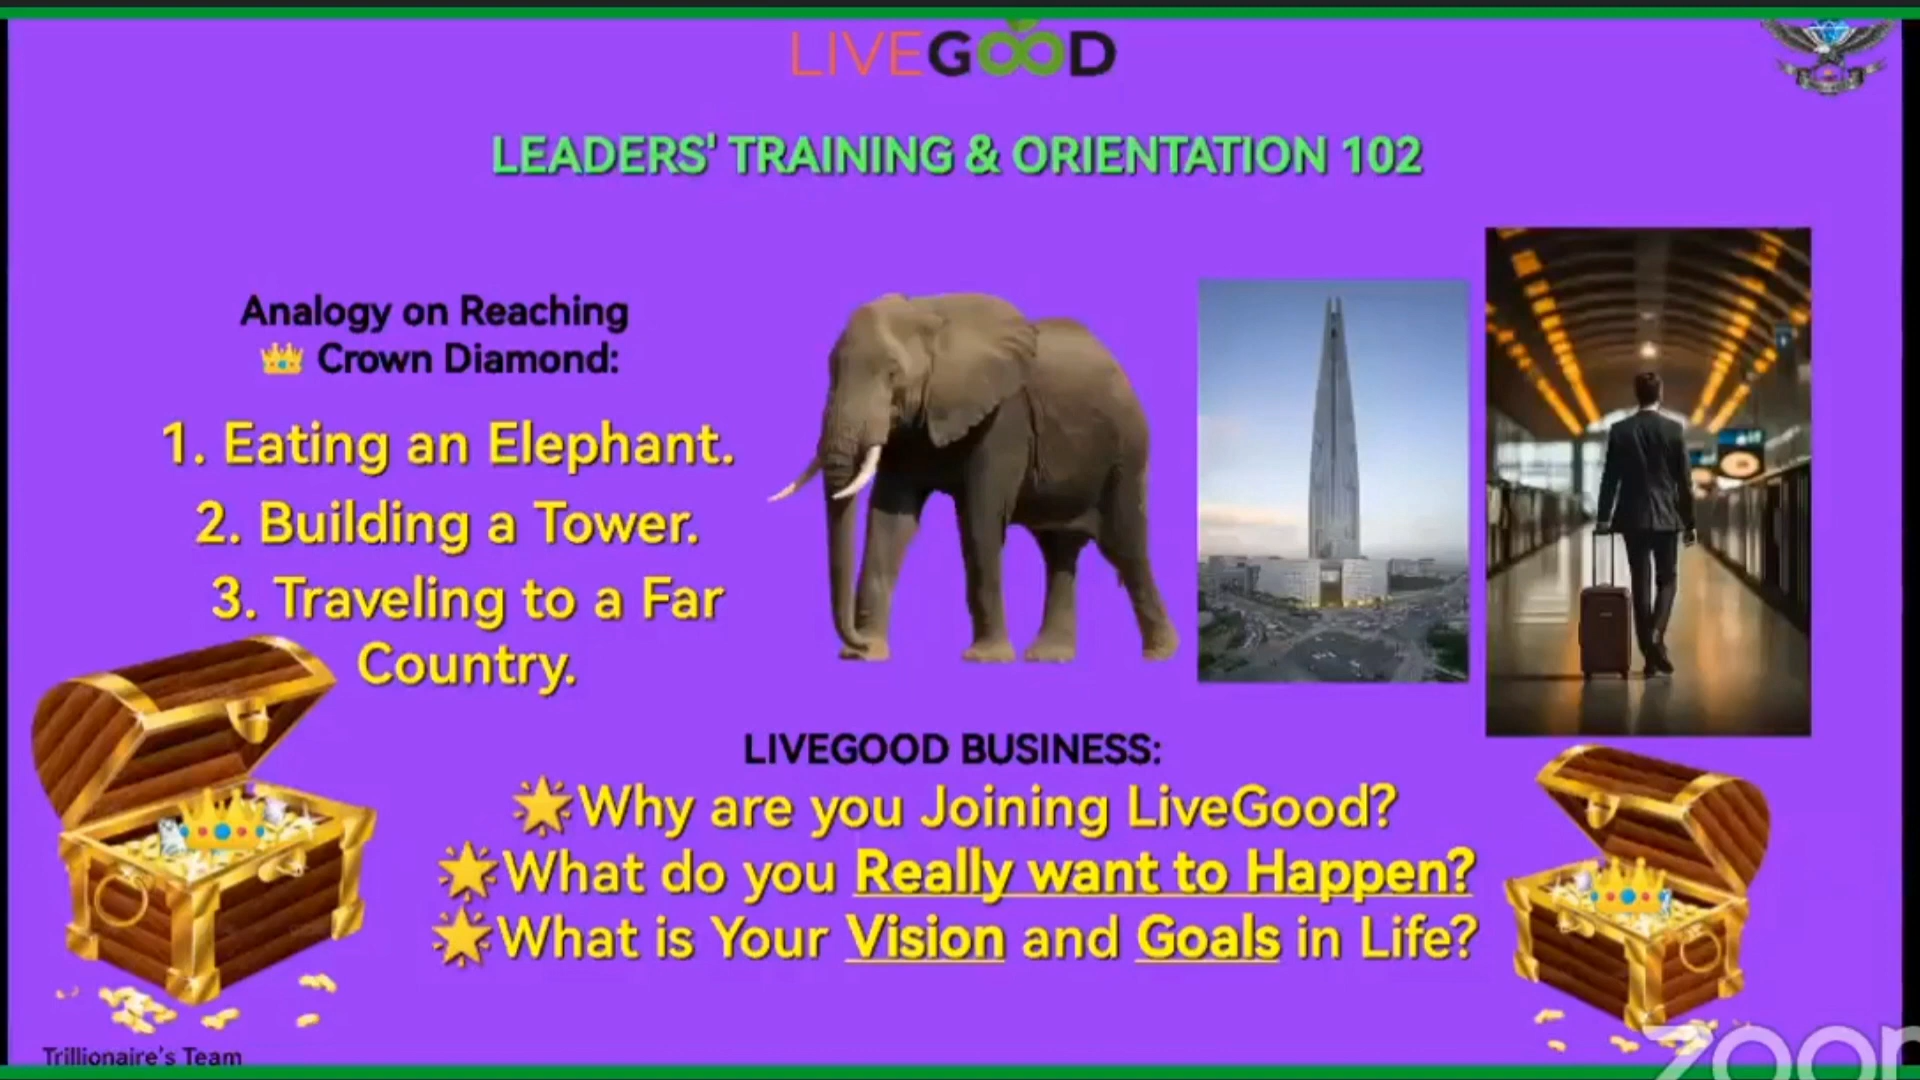 LIVEGOOD
LEADERS' TRAINING & ORIENTATION 102
Analogy on Reaching
👑 Crown Diamond:
1. Eating an Elephant.
2. Building a Tower.
3. Traveling to a Far
Country.
LIVEGOOD BUSINESS:
🌟Why are you Joining LiveGood?
🌟What do you Really want to Happen?
🌟What is Your Vision and Goals in Life?
Trillionaire's Team
zoom